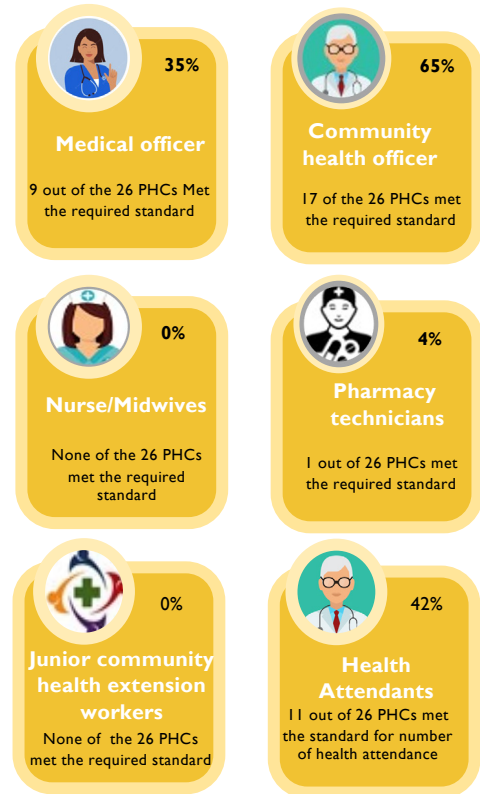 35%
Medical officer
9 out of the 26 PHCs Met
the required standard
65%
Community
health officer
17 of the 26 PHCs met
the required standard
0%
Nurse/Midwives
None of the 26 PHCs
met the required
standard
4%
Pharmacy
technicians
1 out of 26 PHCs met
the required standard
0%
Junior community
health extension
workers
None of the 26 PHCs
met the required standard
42%
Health
Attendants
11 out of 26 PHCs met
the standard for number
of health attendance